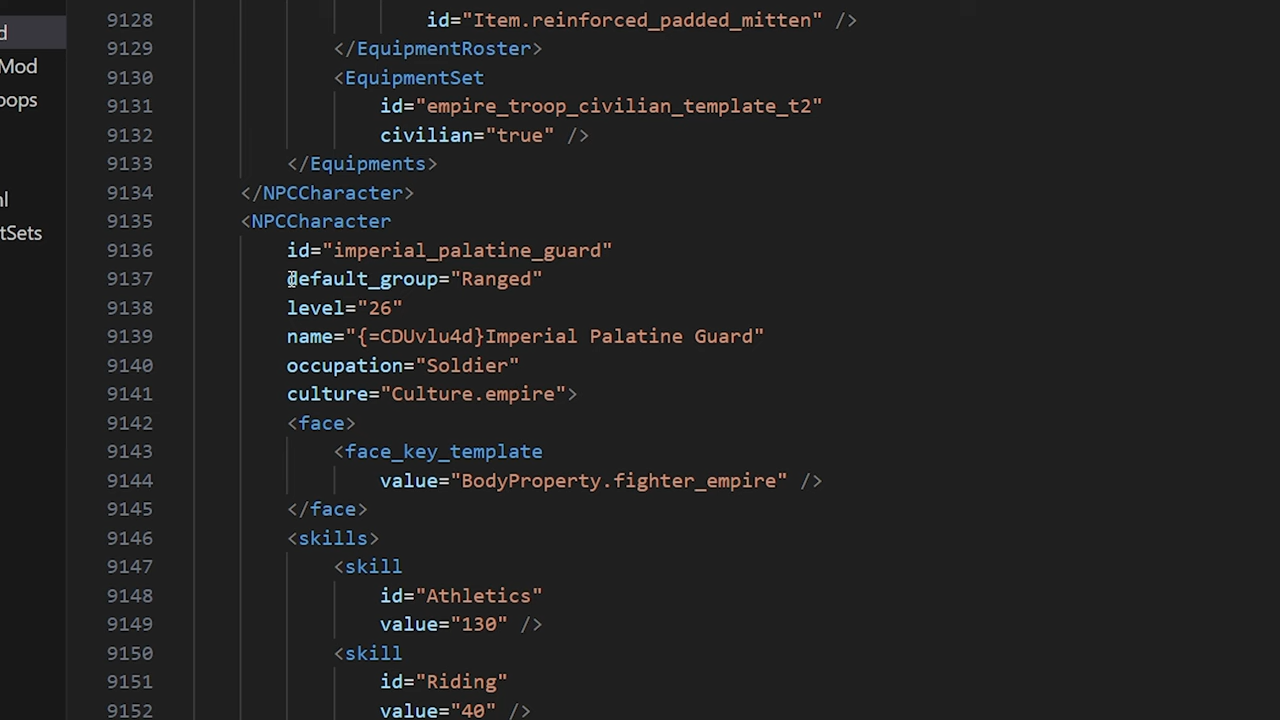 d
Mod
pops
l
tSets
9128 id="Item.reinforced_padded_mitten" />
9129 </EquipmentRoster>
9130 <EquipmentSet
9131 id="empire_troop_civilian_template_t2"
9132 civilian="true" />
9133 </Equipments>
9134 </NPCCharacter>
9135 <NPCCharacter
9136 id="imperial_palatine_guard"
9137 default_group="Ranged"
9138 level="26"
9139 name="{=CDUvlu4d}Imperial Palatine Guard"
9140 occupation="Soldier"
9141 culture="Culture.empire">
9142 <face>
9143 <face_key_template
9144 value="BodyProperty.fighter_empire" />
9145 </face>
9146 <skills>
9147 <skill
9148 id="Athletics"
9149 value="130" />
9150 <skill
9151 id="Riding"
9152 value="40" />